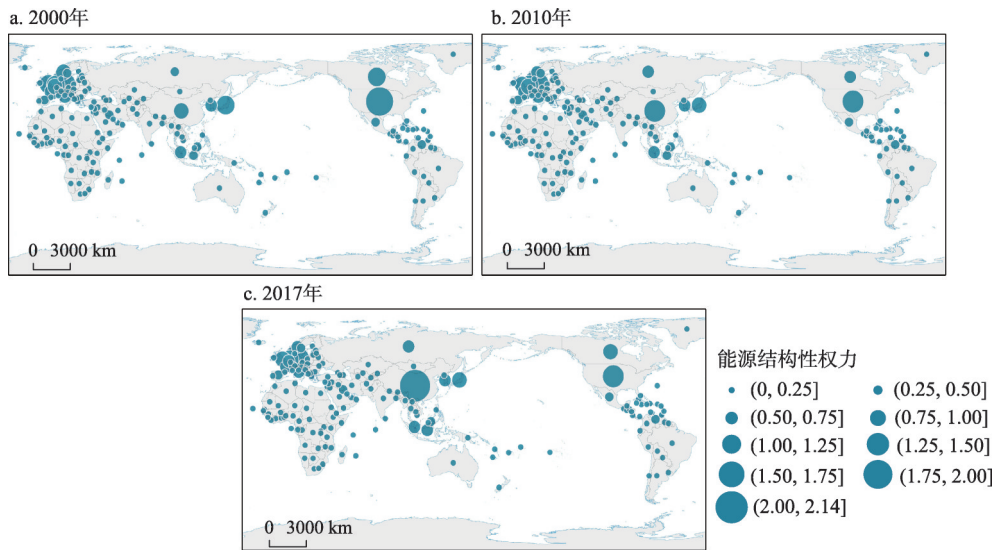 a. 2000年
b. 2010年
0 3000 km
0 3000 km
c. 2017年
0 3000 km
能源结构性权力
(0, 0.25]
(0.25, 0.50]
(0.50, 0.75]
(0.75, 1.00]
(1.00, 1.25]
(1.25, 1.50]
(1.50, 1.75]
(1.75, 2.00]
(2.00, 2.14]